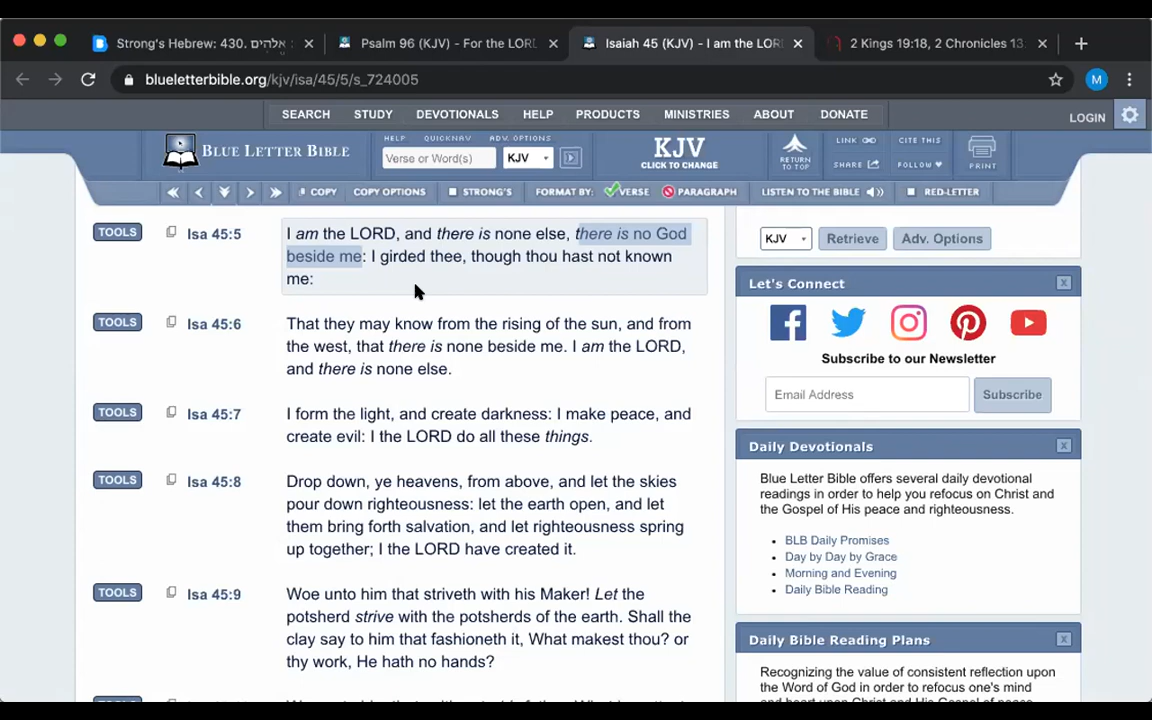 Strong's Hebrew: 430. אֱלֹהִים
Psalm 96 (KJV) - For the LORD
Isaiah 45 (KJV) - I am the LOR
2 Kings 19:18, 2 Chronicles 13.
blueletterbible.org/kjv/isa/45/5/s_724005
M
SEARCH STUDY DEVOTIONALS HELP PRODUCTS MINISTRIES ABOUT DONATE
LOGIN
HELP QUICKNAV ADV. OPTIONS
BLUE LETTER BIBLE
Verse or Word(s)
KJV
KJV
CLICK TO CHANGE
RETURN
TO TOP
LINK
CITE THIS
SHARE
FOLLOW
PRINT
COPY COPY OPTIONS STRONG'S FORMAT BY: VERSE PARAGRAPH LISTEN TO THE BIBLE RED-LETTER
TOOLS Isa 45:5 I am the LORD, and there is none else, there is no God
beside me: I girded thee, though thou hast not known
me:
TOOLS Isa 45:6 That they may know from the rising of the sun, and from
the west, that there is none beside me. I am the LORD,
and there is none else.
TOOLS Isa 45:7 I form the light, and create darkness: I make peace, and
create evil: I the LORD do all these things.
TOOLS Isa 45:8 Drop down, ye heavens, from above, and let the skies
pour down righteousness: let the earth open, and let
them bring forth salvation, and let righteousness spring
up together; I the LORD have created it.
TOOLS Isa 45:9 Woe unto him that striveth with his Maker! Let the
potsherd strive with the potsherds of the earth. Shall the
clay say to him that fashioneth it, What makest thou? or
thy work, He hath no hands?
KJV Retrieve Adv. Options
Let's Connect
Subscribe to our Newsletter
Email Address Subscribe
Daily Devotionals
Blue Letter Bible offers several daily devotional
readings in order to help you refocus on Christ and
the Gospel of His peace and righteousness.
BLB Daily Promises
Day by Day by Grace
Morning and Evening
Daily Bible Reading
Daily Bible Reading Plans
Recognizing the value of consistent reflection upon
the Word of God in order to refocus one's mind